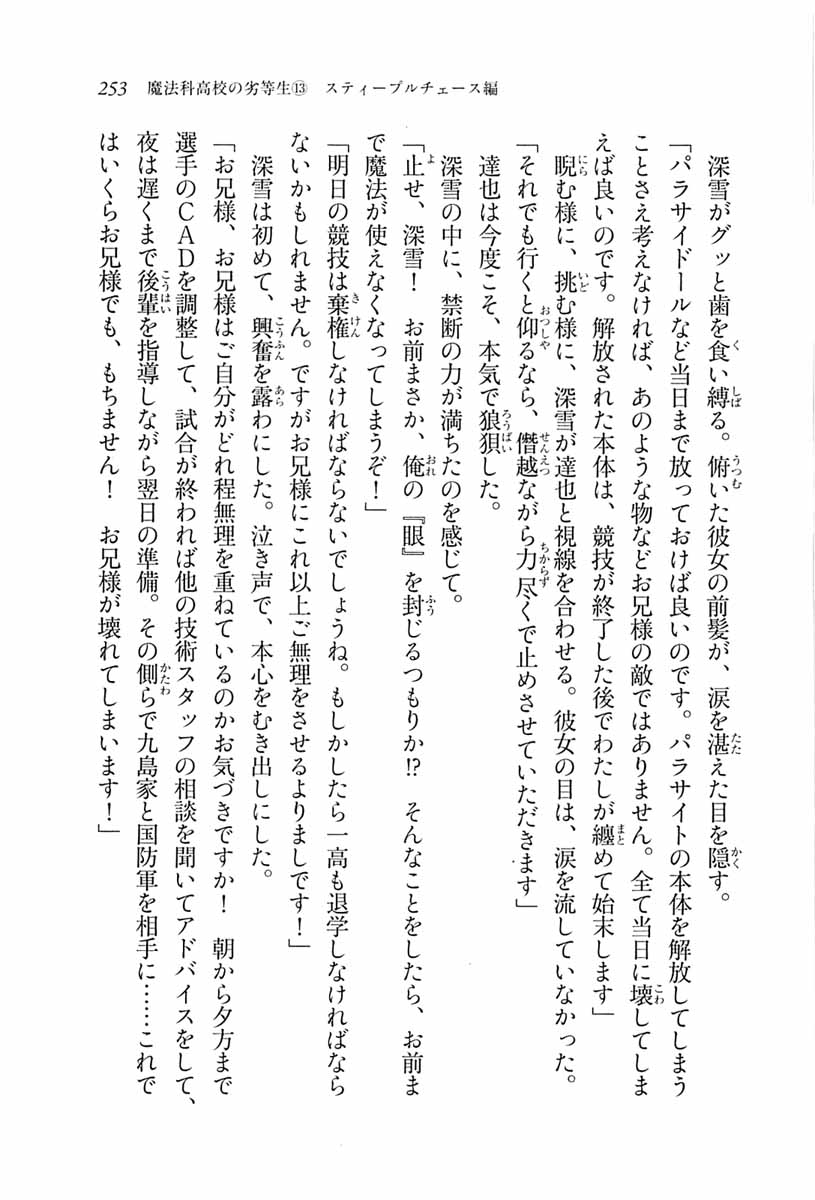 253 魔法科高校の劣等生⑬ スティープルチェース編
深雪がグッと歯を食い縛る。俯いた彼女の前髪が、涙を湛えた目を隠す。
「パラサイドールなど当日まで放っておけば良いのです。パラサイトの本体を解放してしまう
ことさえ考えなければ、あのような物などお兄様の敵ではありません。全て当日に壊してしま
えば良いのです。解放された本体は、競技が終了した後でわたしが纏めて始末します」
睨む様に、挑む様に、深雪が達也と視線を合わせる。彼女の目は、涙を流していなかった。
「それでも行くと仰るなら、僭越ながら力尽くで止めさせていただきます」
達也は今度こそ、本気で狼狽した。
深雪の中に、禁断の力が満ちたのを感じて。
「止せ、深雪！　お前まさか、俺の『眼』を封じるつもりか!?　そんなことをしたら、お前ま
で魔法が使えなくなってしまうぞ！」
「明日の競技は棄権しなければならないでしょうね。もしかしたら一高も退学しなければなら
ないかもしれません。ですがお兄様にこれ以上ご無理をさせるよりましです！」
深雪は初めて、興奮を露わにした。泣き声で、本心をむき出しにした。
「お兄様、お兄様はご自分がどれ程無理を重ねているのかお気づきですか！　朝から夕方まで
選手のＣＡＤを調整して、試合が終われば他の技術スタッフの相談を聞いてアドバイスをして、
夜は遅くまで後輩を指導しながら翌日の準備。その側らで九島家と国防軍を相手に……これで
はいくらお兄様でも、もちません！　お兄様が壊れてしまいます！」